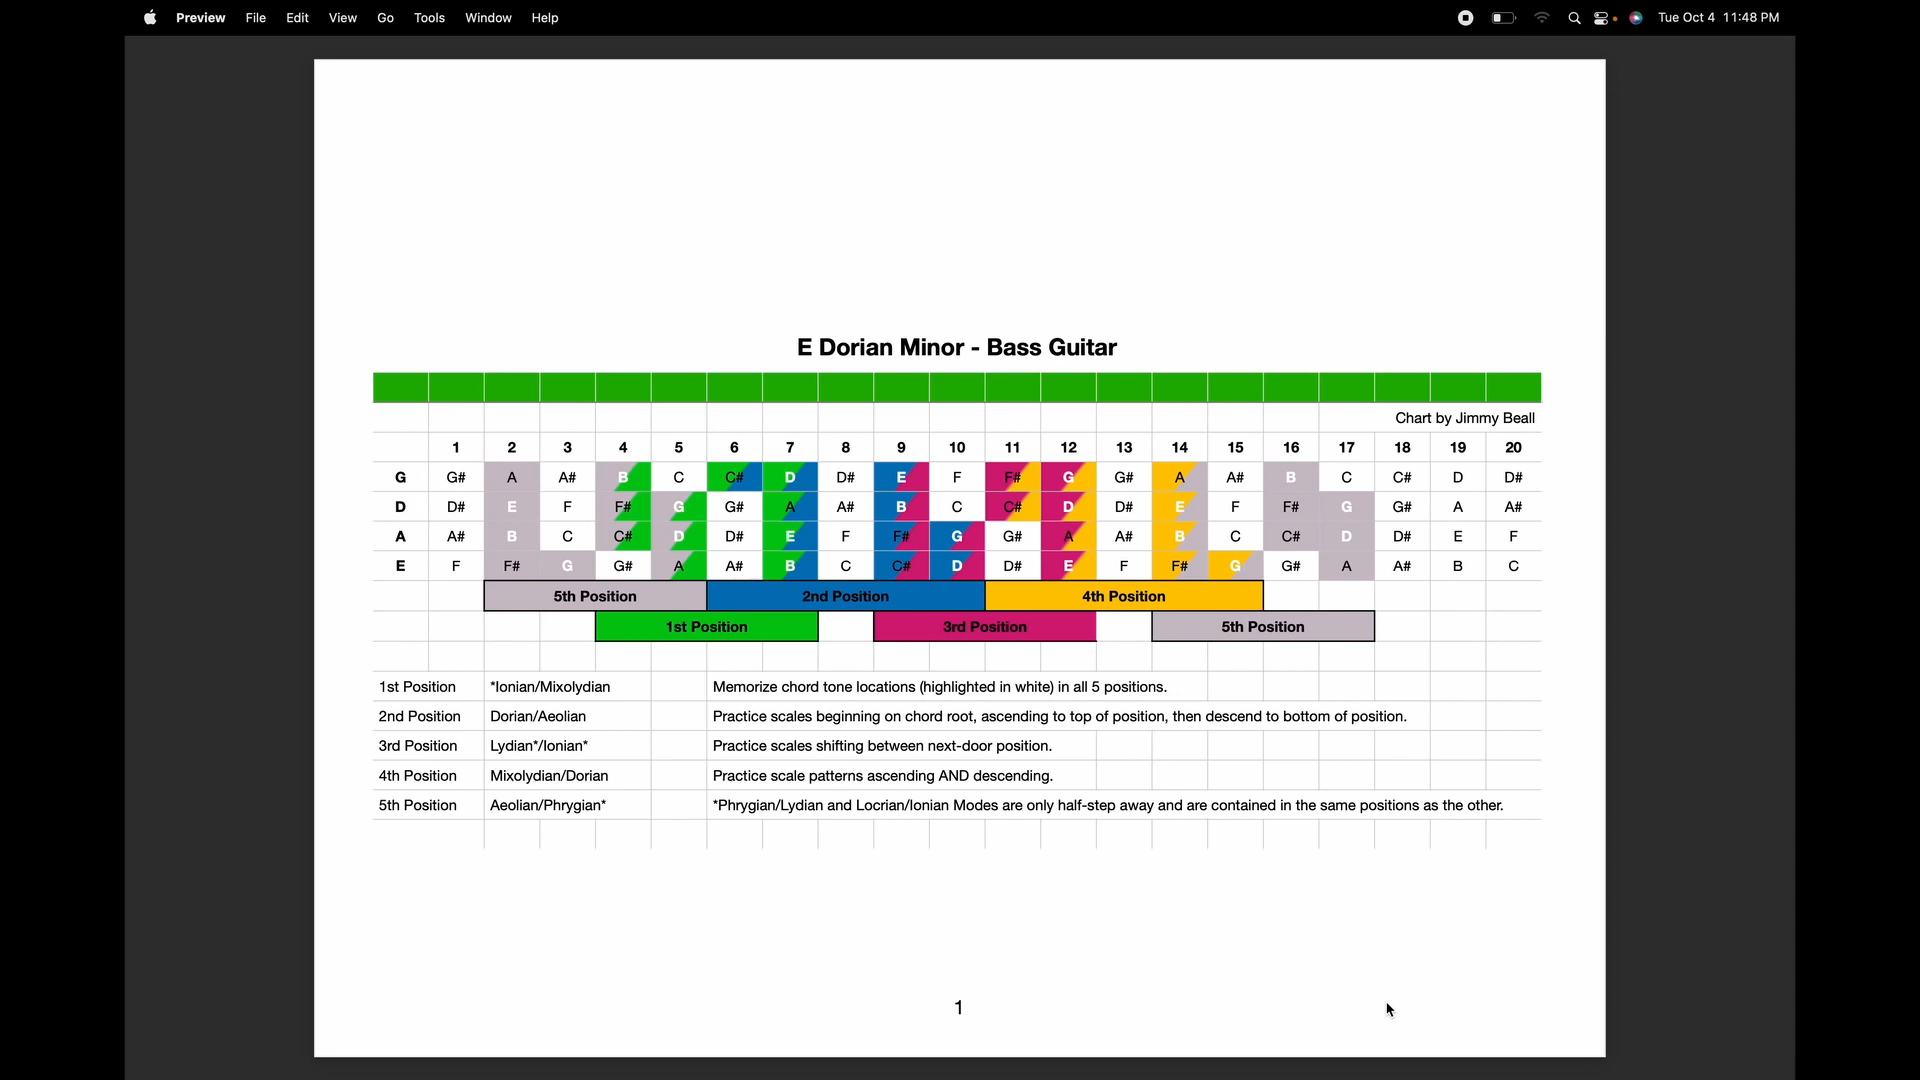 Preview File Edit View Go Tools Window Help Tue Oct 4 11:48 PM
E Dorian Minor - Bass Guitar
Chart by Jimmy Beall
1 2 3 4 5 6 7 8 9 10 11 12 13 14 15 16 17 18 19 20
G G# A A# B C C# D D# E F F# G G# A A# B C C# D D#
D D# E F F# G G# A A# B C C# D D# E F F# G G# A A#
A A# B C C# D D# E F F# G G# A A# B C C# D D# E F
E F F# G G# A A# B C C# D D# E F F# G G# A A# B C
5th Position 2nd Position 4th Position
1st Position 3rd Position 5th Position
1st Position *Ionian/Mixolydian Memorize chord tone locations (highlighted in white) in all 5 positions.
2nd Position Dorian/Aeolian Practice scales beginning on chord root, ascending to top of position, then descend to bottom of position.
3rd Position Lydian*/Ionian* Practice scales shifting between next-door position.
4th Position Mixolydian/Dorian Practice scale patterns ascending AND descending.
5th Position Aeolian/Phrygian* *Phrygian/Lydian and Locrian/Ionian Modes are only half-step away and are contained in the same positions as the other.
1